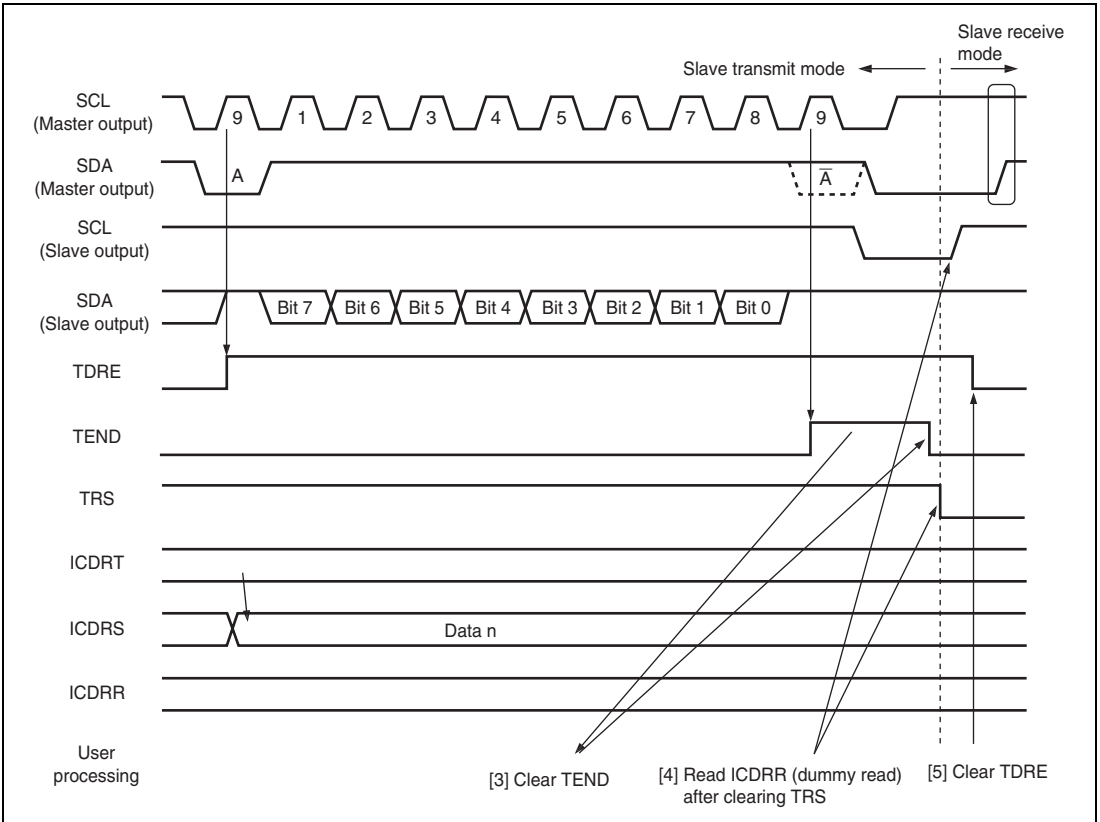 Slave receive
mode
Slave transmit mode
SCL
(Master output)
9 1 2 3 4 5 6 7 8 9
SDA
(Master output)
A A̅
SCL
(Slave output)
SDA
(Slave output)
Bit 7 Bit 6 Bit 5 Bit 4 Bit 3 Bit 2 Bit 1 Bit 0
TDRE
TEND
TRS
ICDRT
ICDRS
Data n
ICDRR
User
processing
[3] Clear TEND
[4] Read ICDRR (dummy read)
after clearing TRS
[5] Clear TDRE